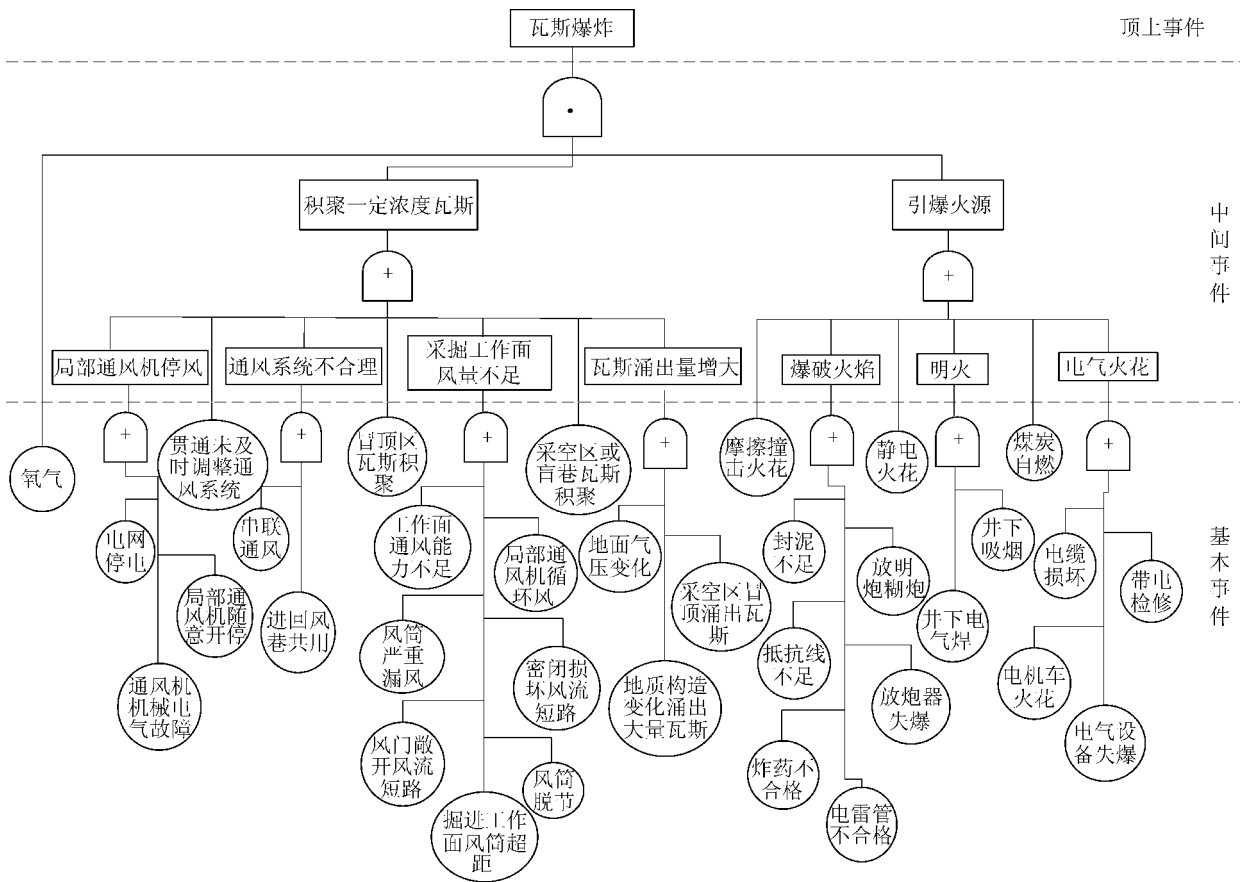 瓦斯爆炸
顶上事件
积聚一定浓度瓦斯
引爆火源
中间事件
局部通风机停风
通风系统不合理
采掘工作面
风量不足
瓦斯涌出量增大
爆破火焰
明火
电气火花
氧气
贯通未及
时调整通
风系统
冒顶区
瓦斯积
聚
采空区或
盲巷瓦斯
积聚
摩擦撞
击火花
静电
火花
煤炭
自燃
基本事件
电网
停电
串联
通风
工作面
通风能
力不足
局部通
风机循
环风
地面气
压变化
封泥
不足
放明
炮糊炮
井下
吸烟
电缆
损坏
带电
检修
局部通
风机随
意开停
进回风
巷共用
采空区冒
顶涌出瓦
斯
井下电
气焊
风筒
严重
漏风
密闭损
坏风流
短路
抵抗线
不足
通风机
机械电
气故障
地质构造
变化涌出
大量瓦斯
放炮器
失爆
电机车
火花
电气设
备失爆
风门敞
开风流
短路
风筒
脱节
炸药不
合格
掘进工作
面风筒超
距
电雷管
不合格